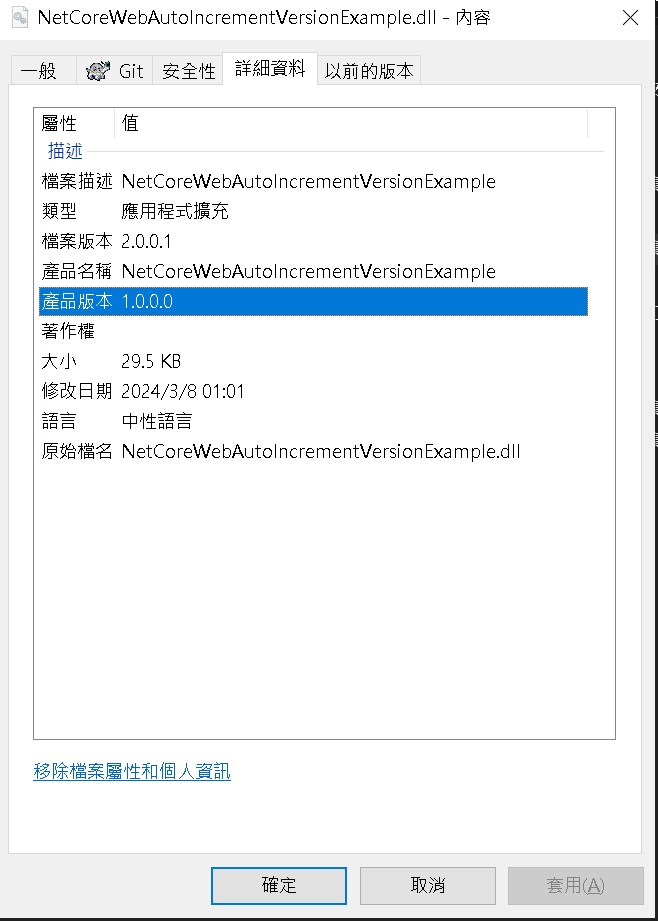 NetCoreWebAutoIncrementVersionExample.dll - 內容
一般 Git 安全性 詳細資料 以前的版本
屬性 值
描述
檔案描述 NetCoreWebAutoIncrementVersionExample
類型 應用程式擴充
檔案版本 2.0.0.1
產品名稱 NetCoreWebAutoIncrementVersionExample
產品版本 1.0.0.0
著作權
大小 29.5 KB
修改日期 2024/3/8 01:01
語言 中性語言
原始檔名 NetCoreWebAutoIncrementVersionExample.dll
移除檔案屬性和個人資訊
確定 取消 套用(A)